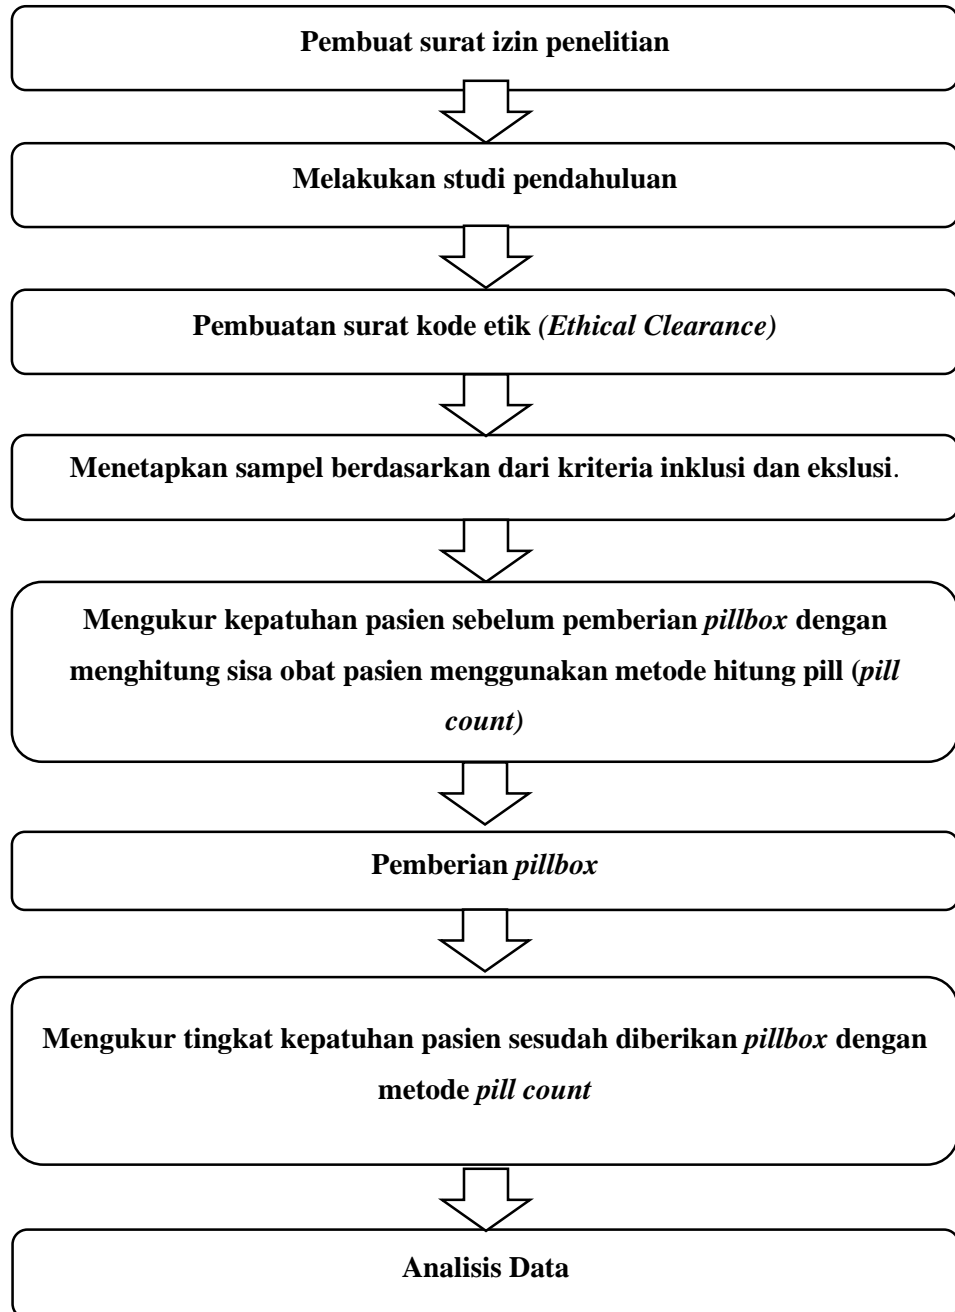 Pembuat surat izin penelitian
Melakukan studi pendahuluan
Pembuatan surat kode etik (Ethical Clearance)
Menetapkan sampel berdasarkan dari kriteria inklusi dan ekslusi.
Mengukur kepatuhan pasien sebelum pemberian pillbox dengan
menghitung sisa obat pasien menggunakan metode hitung pill (pill
count)
Pemberian pillbox
Mengukur tingkat kepatuhan pasien sesudah diberikan pillbox dengan
metode pill count
Analisis Data